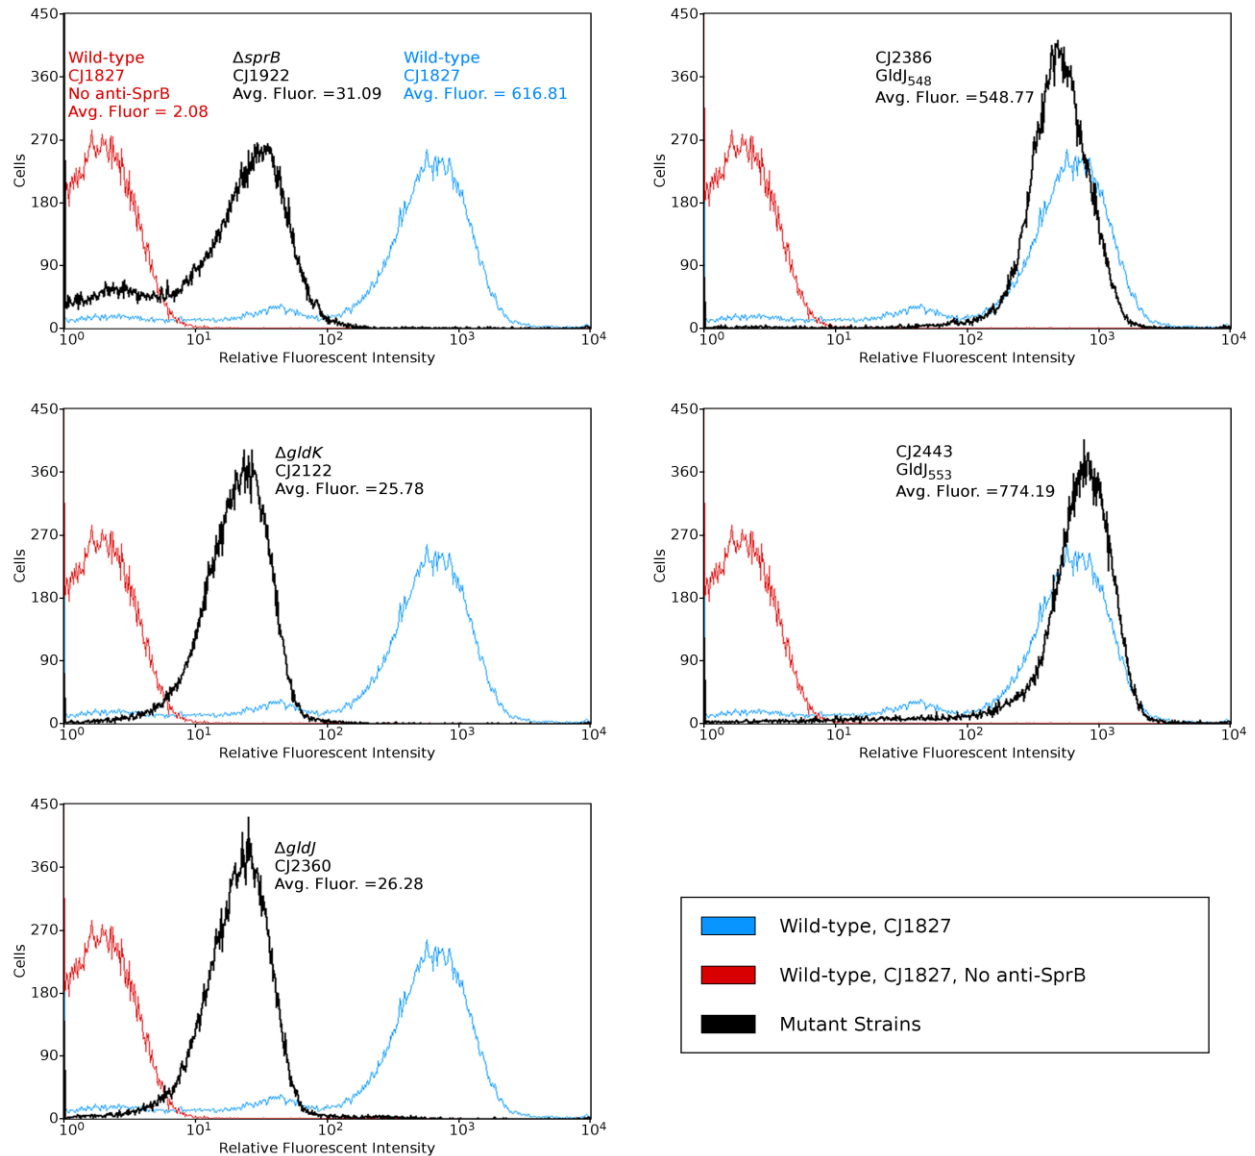 450
360
270
180
90
0
Cells
Wild-type
CJ1827
No anti-SprB
Avg. Fluor = 2.08
ΔsprB
CJ1922
Avg. Fluor. =31.09
Wild-type
CJ1827
Avg. Fluor. = 616.81
10⁰ 10¹ 10² 10³ 10⁴
Relative Fluorescent Intensity
450
360
270
180
90
0
Cells
CJ2386
GldJ₅₄₈
Avg. Fluor. =548.77
10⁰ 10¹ 10² 10³ 10⁴
Relative Fluorescent Intensity
450
360
270
180
90
0
Cells
ΔgldK
CJ2122
Avg. Fluor. =25.78
10⁰ 10¹ 10² 10³ 10⁴
Relative Fluorescent Intensity
450
360
270
180
90
0
Cells
CJ2443
GldJ₅₅₃
Avg. Fluor. =774.19
10⁰ 10¹ 10² 10³ 10⁴
Relative Fluorescent Intensity
450
360
270
180
90
0
Cells
ΔgldJ
CJ2360
Avg. Fluor. =26.28
10⁰ 10¹ 10² 10³ 10⁴
Relative Fluorescent Intensity
Wild-type, CJ1827
Wild-type, CJ1827, No anti-SprB
Mutant Strains